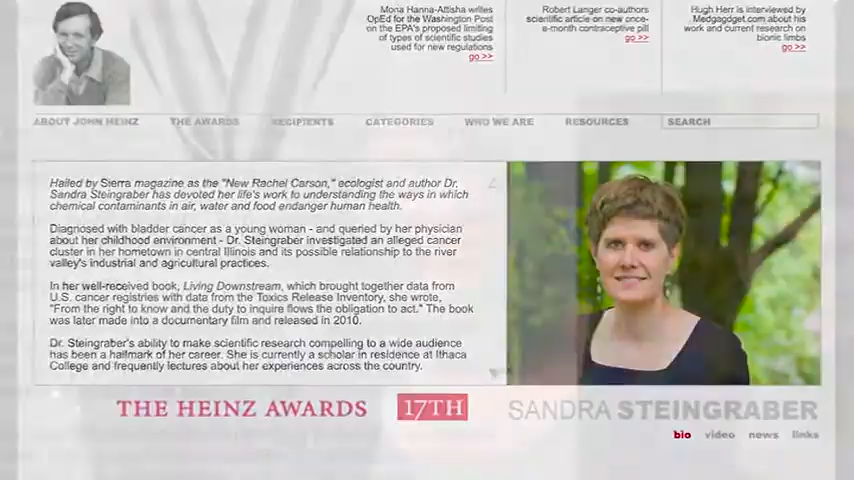 Mona Hanna-Attisha writes
OpEd for the Washington Post
on the EPA's proposed limiting
of types of scientific studies
used for new regulations
go >>
Robert Langer co-authors
scientific article on new once-
a-month contraceptive pill
go >>
Hugh Herr is interviewed by
Medgagdget.com about his
work and current research on
bionic limbs
go >>
ABOUT JOHN HEINZ THE AWARDS RECIPIENTS CATEGORIES WHO WE ARE RESOURCES SEARCH
Hailed by Sierra magazine as the "New Rachel Carson," ecologist and author Dr.
Sandra Steingraber has devoted her life's work to understanding the ways in which
chemical contaminants in air, water and food endanger human health.
Diagnosed with bladder cancer as a young woman - and queried by her physician
about her childhood environment - Dr. Steingraber investigated an alleged cancer
cluster in her hometown in central Illinois and its possible relationship to the river
valley's industrial and agricultural practices.
In her well-received book, Living Downstream, which brought together data from
U.S. cancer registries with data from the Toxics Release Inventory, she wrote,
"From the right to know and the duty to inquire flows the obligation to act." The book
was later made into a documentary film and released in 2010.
Dr. Steingraber's ability to make scientific research compelling to a wide audience
has been a hallmark of her career. She is currently a scholar in residence at Ithaca
College and frequently lectures about her experiences across the country.
THE HEINZ AWARDS 17TH SANDRA STEINGRABER
bio video news links